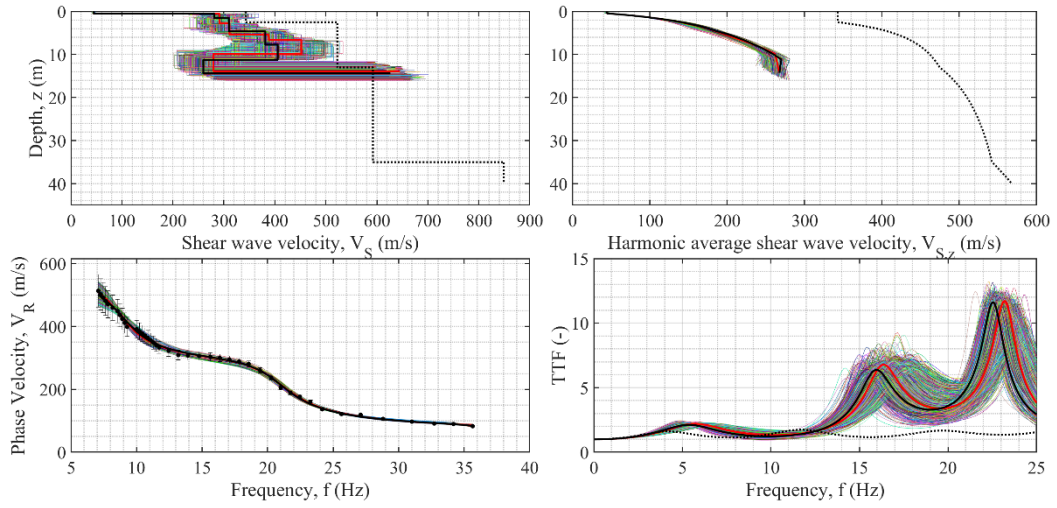 0
10
20
30
40
Depth, z (m)
0 100 200 300 400 500 600 700 800 900
Shear wave velocity, V_S (m/s)
0
10
20
30
40
0 100 200 300 400 500 600
Harmonic average shear wave velocity, V_S,z (m/s)
600
400
200
0
Phase Velocity, V_R (m/s)
5 10 15 20 25 30 35 40
Frequency, f (Hz)
15
10
5
0
TTF (-)
0 5 10 15 20 25
Frequency, f (Hz)